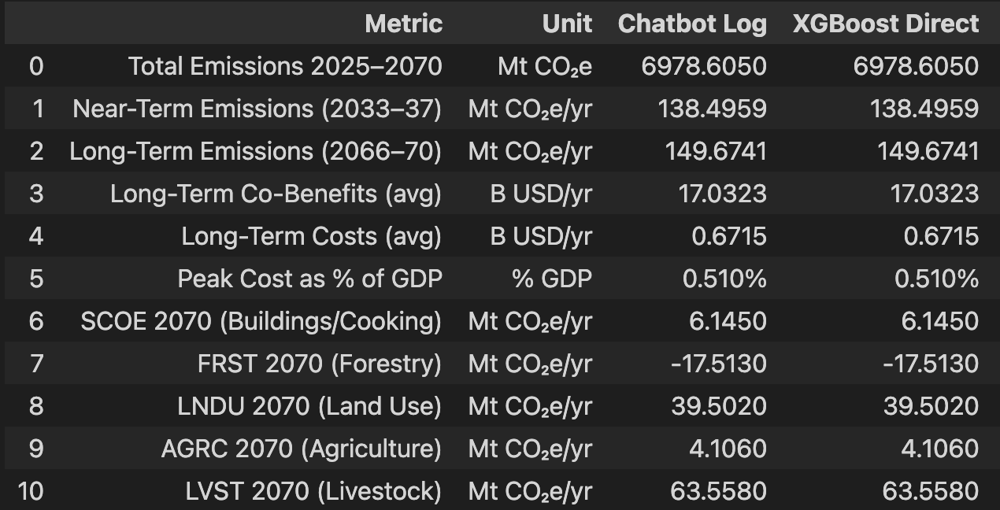 Metric Unit Chatbot Log XGBoost Direct
0 Total Emissions 2025–2070 Mt CO₂e 6978.6050 6978.6050
1 Near-Term Emissions (2033–37) Mt CO₂e/yr 138.4959 138.4959
2 Long-Term Emissions (2066–70) Mt CO₂e/yr 149.6741 149.6741
3 Long-Term Co-Benefits (avg) B USD/yr 17.0323 17.0323
4 Long-Term Costs (avg) B USD/yr 0.6715 0.6715
5 Peak Cost as % of GDP % GDP 0.510% 0.510%
6 SCOE 2070 (Buildings/Cooking) Mt CO₂e/yr 6.1450 6.1450
7 FRST 2070 (Forestry) Mt CO₂e/yr -17.5130 -17.5130
8 LNDU 2070 (Land Use) Mt CO₂e/yr 39.5020 39.5020
9 AGRC 2070 (Agriculture) Mt CO₂e/yr 4.1060 4.1060
10 LVST 2070 (Livestock) Mt CO₂e/yr 63.5580 63.5580